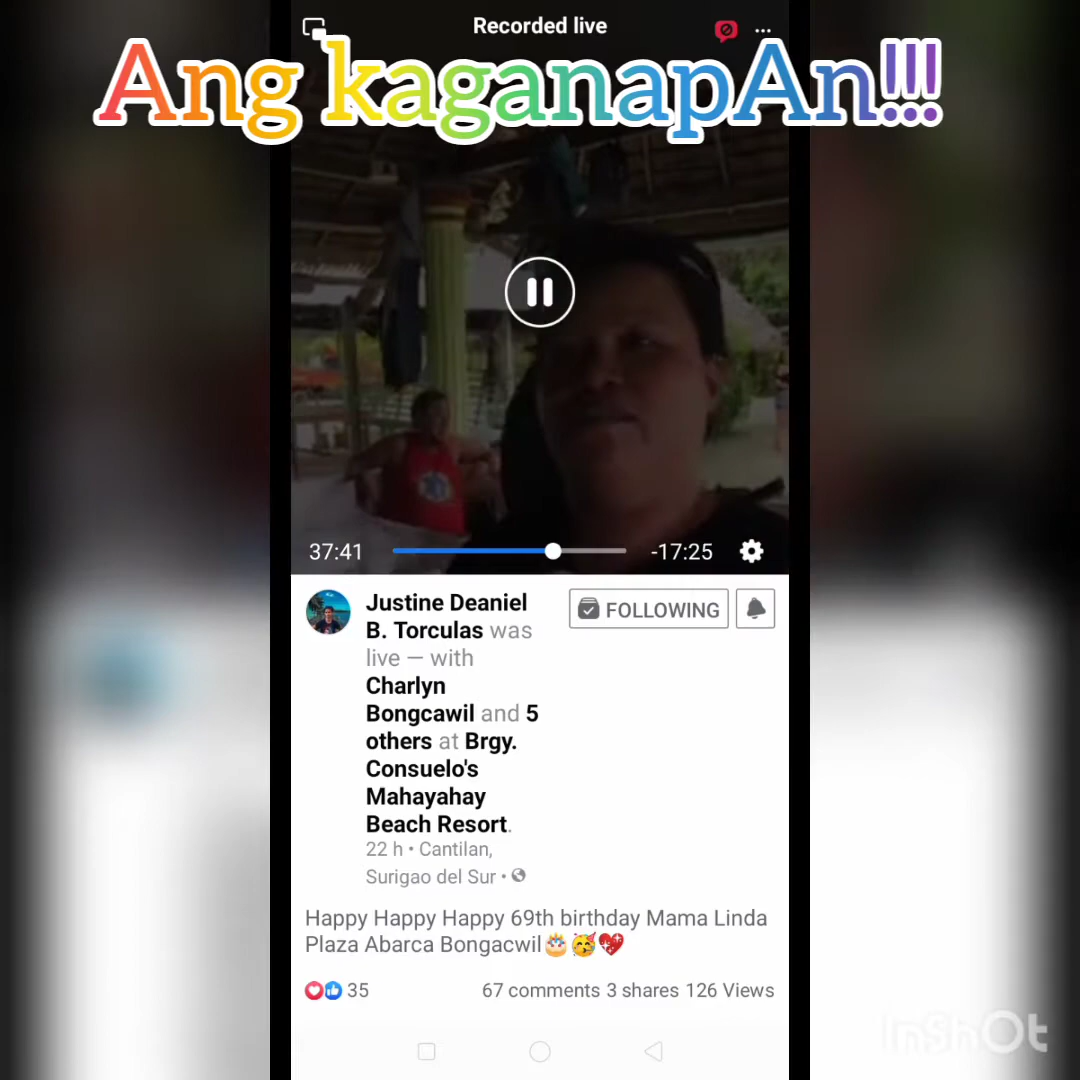 Recorded live
Ang kaganapAn!!!
37:41
-17:25
Justine Deaniel
B. Torculas was
live — with
Charlyn
Bongcawil and 5
others at Brgy.
Consuelo's
Mahayahay
Beach Resort.
FOLLOWING
22 h • Cantilan,
Surigao del Sur •
Happy Happy Happy 69th birthday Mama Linda
Plaza Abarca Bongacwil🎂🥳💖
35
67 comments 3 shares 126 Views
InShOt